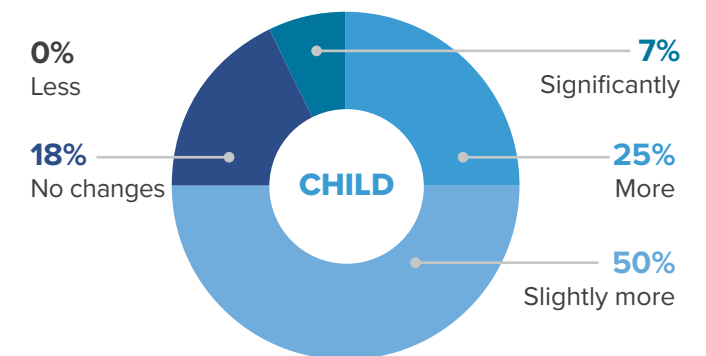 0%
Less
18%
No changes
CHILD
7%
Significantly
25%
More
50%
Slightly more